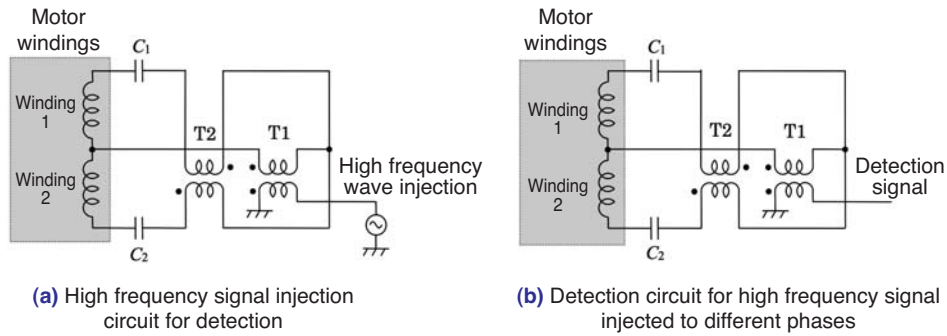 Motor
windings
C1
Winding
1
T2
T1
High frequency
wave injection
Winding
2
C2
(a) High frequency signal injection
circuit for detection
Motor
windings
C1
Winding
1
T2
T1
Detection
signal
Winding
2
C2
(b) Detection circuit for high frequency signal
injected to different phases